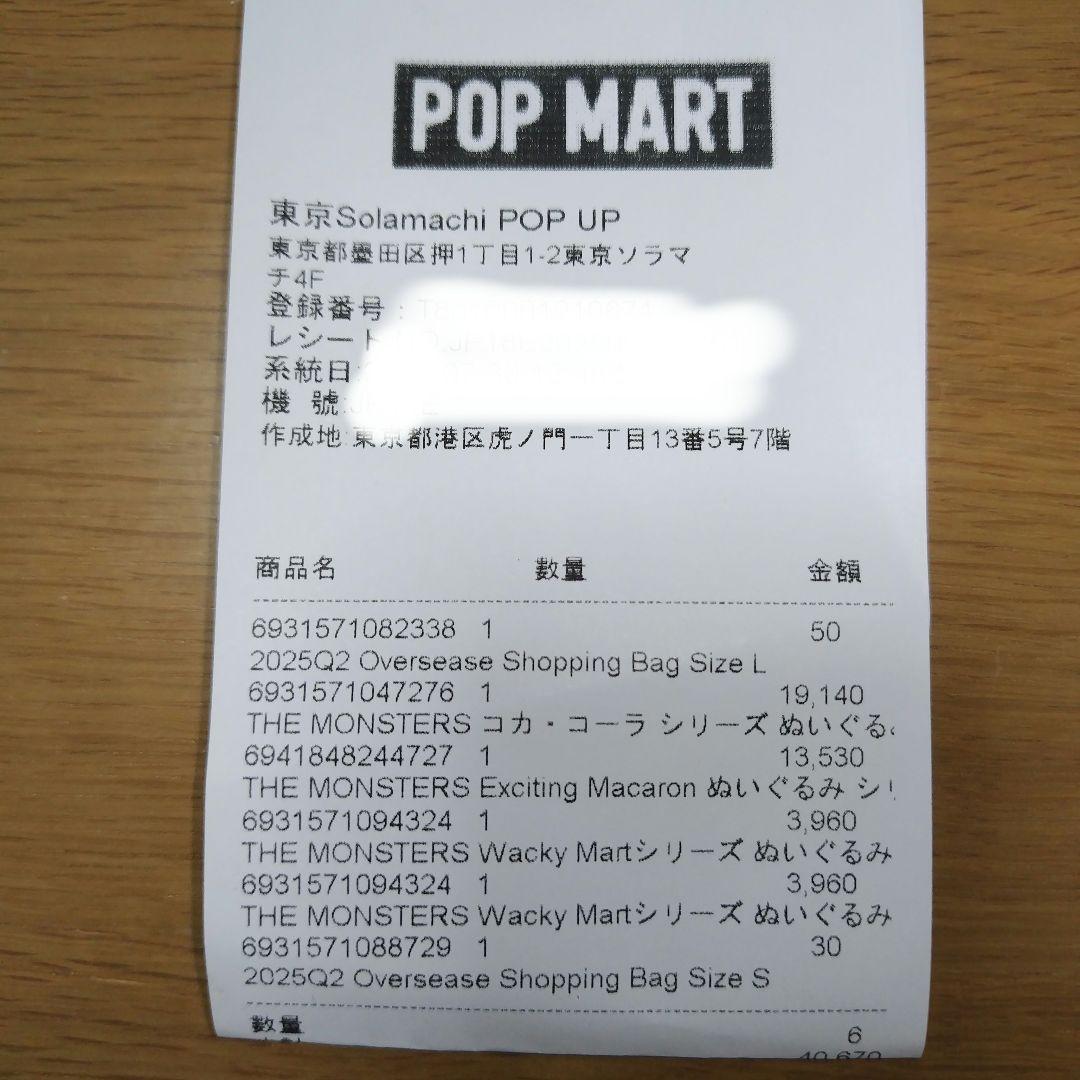 POP MART
東京Solamachi POP UP
東京都墨田区押1丁目1-2東京ソラマ
チ4F
登録番号:
レシート
系統日:
機 號:
作成地:東京都港区虎ノ門一丁目13番5号7階
商品名 數量 金額
6931571082338 1 50
2025Q2 Oversease Shopping Bag Size L
6931571047276 1 19,140
THE MONSTERS コカ・コーラ シリーズ ぬいぐる
6941848244727 1 13,530
THE MONSTERS Exciting Macaron ぬいぐるみ シリ
6931571094324 1 3,960
THE MONSTERS Wacky Martシリーズ ぬいぐるみ
6931571094324 1 3,960
THE MONSTERS Wacky Martシリーズ ぬいぐるみ
6931571088729 1 30
2025Q2 Oversease Shopping Bag Size S
數量 6
40,670